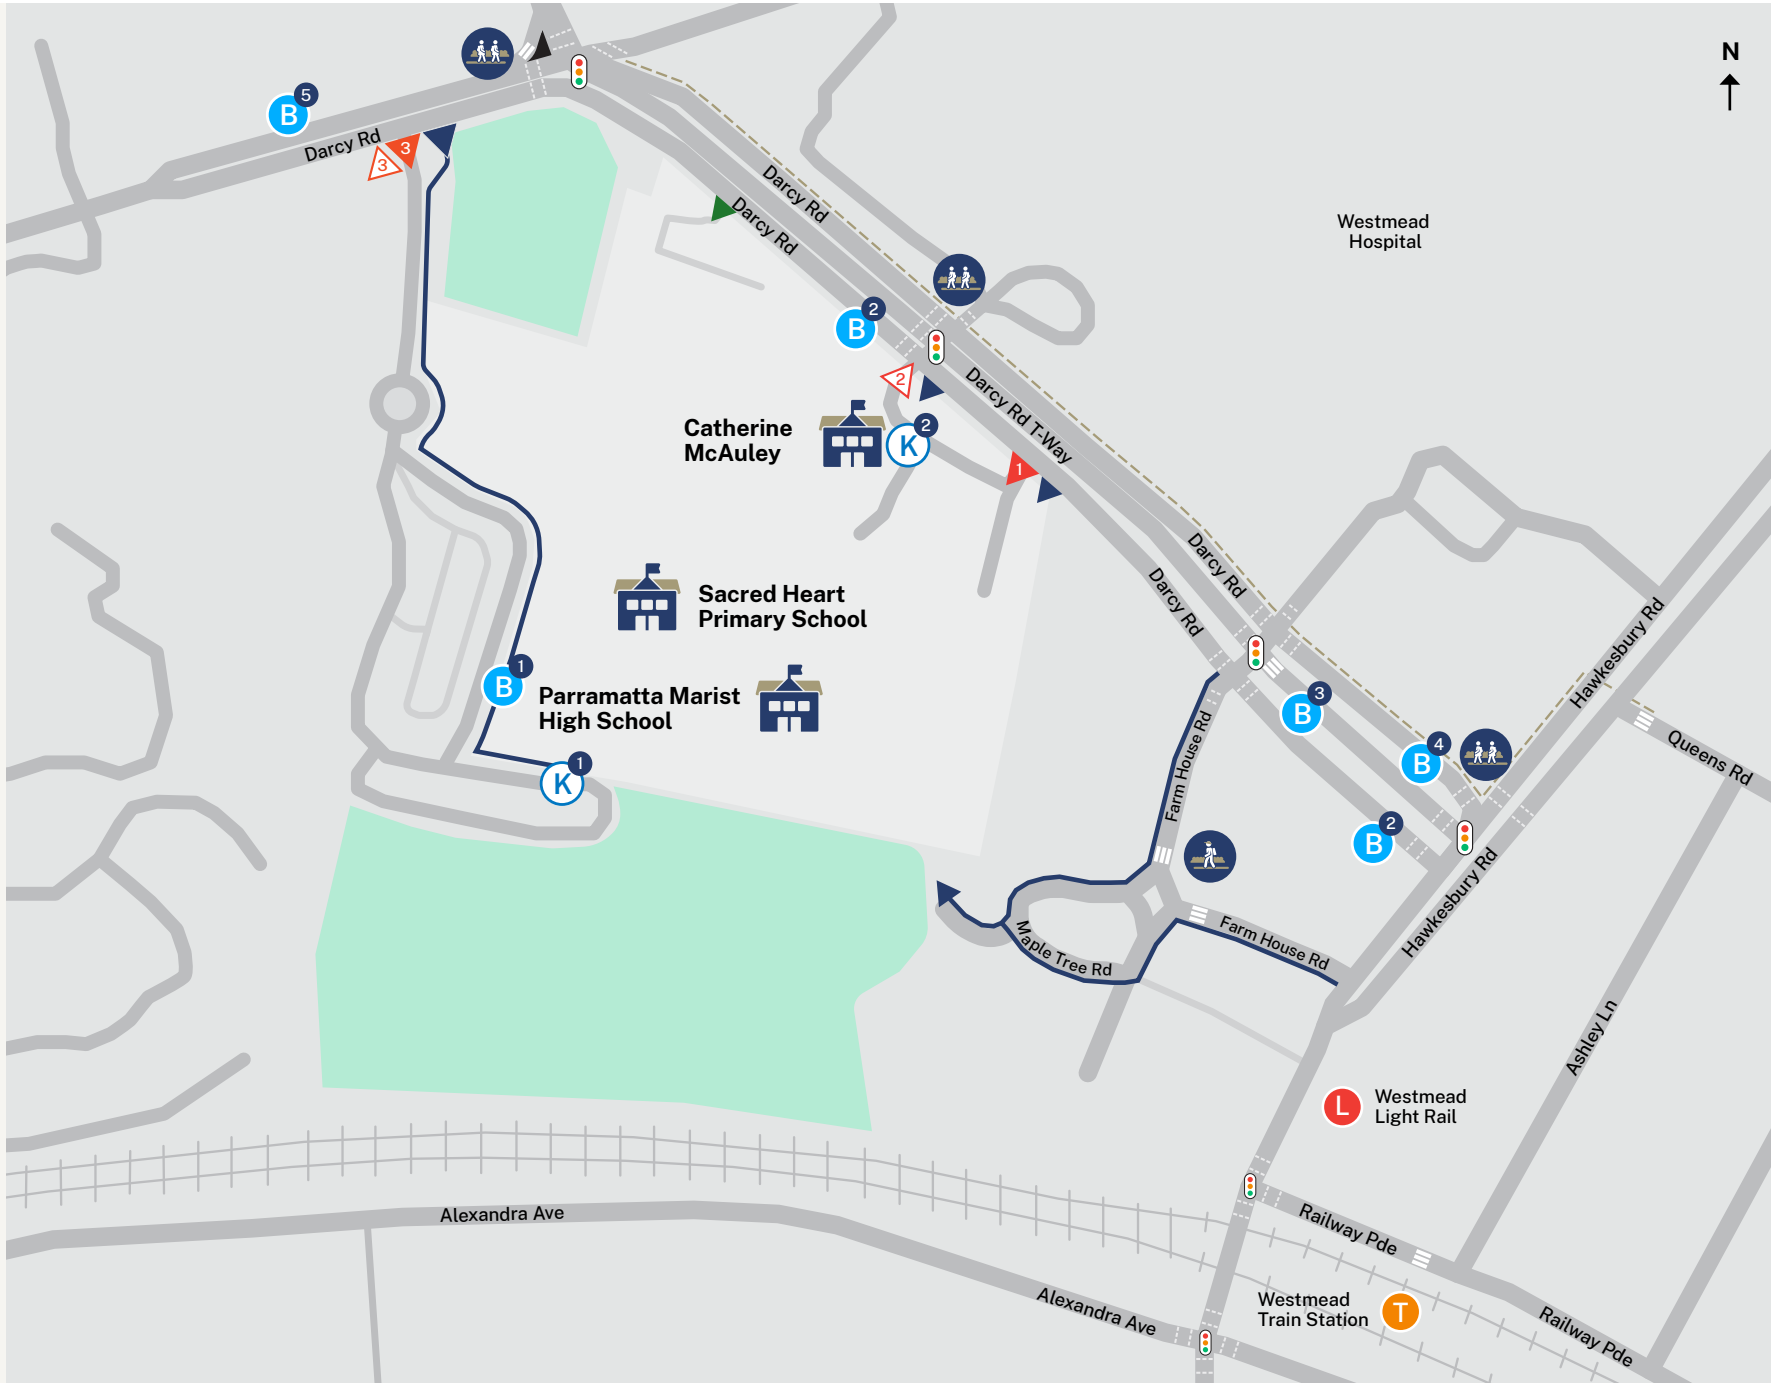 N
B 5
Darcy Rd
3
3
Darcy Rd
Darcy Rd
Westmead
Hospital
B 2
2
Darcy Rd T-Way
Catherine
McAuley
K 2
1
Darcy Rd
Darcy Rd
Sacred Heart
Primary School
Hawkesbury Rd
B 1
Parramatta Marist
High School
B 3
B 4
Queens Rd
K 1
Farm House Rd
B 2
Hawkesbury Rd
Farm House Rd
Maple Tree Rd
Ashley Ln
L
Westmead
Light Rail
Alexandra Ave
Railway Pde
Alexandra Ave
Westmead
Train Station
T
Railway Pde